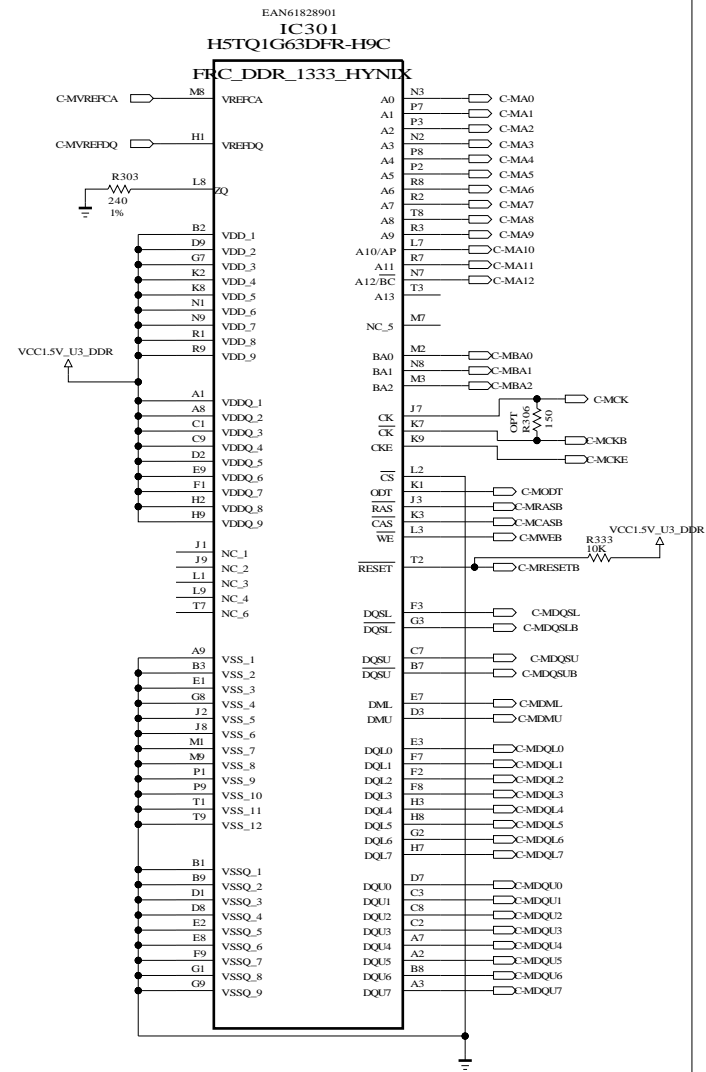 EAN61828901
IC301
H5TQ1G63DFR-H9C
FRC_DDR_1333_HYNIX
C-MVREFCA M8 VREFCA
C-MVREFDQ H1 VREFDQ
R303
240
1%
L8 ZQ
B2 VDD_1
D9 VDD_2
G7 VDD_3
K2 VDD_4
K8 VDD_5
N1 VDD_6
N9 VDD_7
R1 VDD_8
R9 VDD_9
VCC1.5V_U3_DDR
A1 VDDQ_1
A8 VDDQ_2
C1 VDDQ_3
C9 VDDQ_4
D2 VDDQ_5
E9 VDDQ_6
F1 VDDQ_7
H2 VDDQ_8
H9 VDDQ_9
J1 NC_1
J9 NC_2
L1 NC_3
L9 NC_4
T7 NC_6
A9 VSS_1
B3 VSS_2
E1 VSS_3
G8 VSS_4
J2 VSS_5
J8 VSS_6
M1 VSS_7
M9 VSS_8
P1 VSS_9
P9 VSS_10
T1 VSS_11
T9 VSS_12
B1 VSSQ_1
B9 VSSQ_2
D1 VSSQ_3
D8 VSSQ_4
E2 VSSQ_5
E8 VSSQ_6
F9 VSSQ_7
G1 VSSQ_8
G9 VSSQ_9
A0 N3 C-MA0
A1 P7 C-MA1
A2 P3 C-MA2
A3 N2 C-MA3
A4 P8 C-MA4
A5 P2 C-MA5
A6 R8 C-MA6
A7 R2 C-MA7
A8 T8 C-MA8
A9 R3 C-MA9
A10/AP L7 C-MA10
A11 R7 C-MA11
A12/BC N7 C-MA12
A13 T3
NC_5 M7
BA0 M2 C-MBA0
BA1 N8 C-MBA1
BA2 M3 C-MBA2
CK J7 C-MCK
CK K7 C-MCKB
CKE K9 C-MCKE
OPT
R306
150
CS L2
ODT K1 C-MODT
RAS J3 C-MRASB
CAS K3 C-MCASB
WE L3 C-MWEB
VCC1.5V_U3_DDR
R333
10K
RESET T2 C-MRESETB
DQSL F3 C-MDQSL
DQSL G3 C-MDQSLB
DQSU C7 C-MDQSU
DQSU B7 C-MDQSUB
DML E7 C-MDML
DMU D3 C-MDMU
DQL0 E3 C-MDQL0
DQL1 F7 C-MDQL1
DQL2 F2 C-MDQL2
DQL3 F8 C-MDQL3
DQL4 H3 C-MDQL4
DQL5 H8 C-MDQL5
DQL6 G2 C-MDQL6
DQL7 H7 C-MDQL7
DQU0 D7 C-MDQU0
DQU1 C3 C-MDQU1
DQU2 C8 C-MDQU2
DQU3 C2 C-MDQU3
DQU4 A7 C-MDQU4
DQU5 A2 C-MDQU5
DQU6 B8 C-MDQU6
DQU7 A3 C-MDQU7